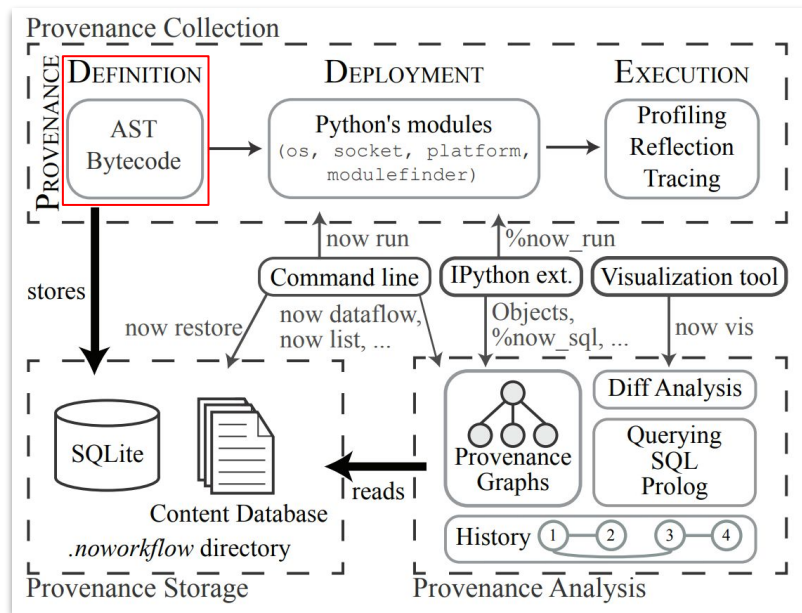 Provenance Collection
PROVENANCE
DEFINITION
DEPLOYMENT
EXECUTION
AST
Bytecode
Python's modules
(os, socket, platform,
modulefinder)
Profiling
Reflection
Tracing
now run
%now_run
stores
Command line
IPython ext.
Visualization tool
now restore
now dataflow,
now list, ...
Objects,
%now_sql, ...
now vis
SQLite
Content Database
.noworkflow directory
Provenance Storage
reads
Provenance
Graphs
Diff Analysis
Querying
SQL
Prolog
History
1
2
3
4
Provenance Analysis